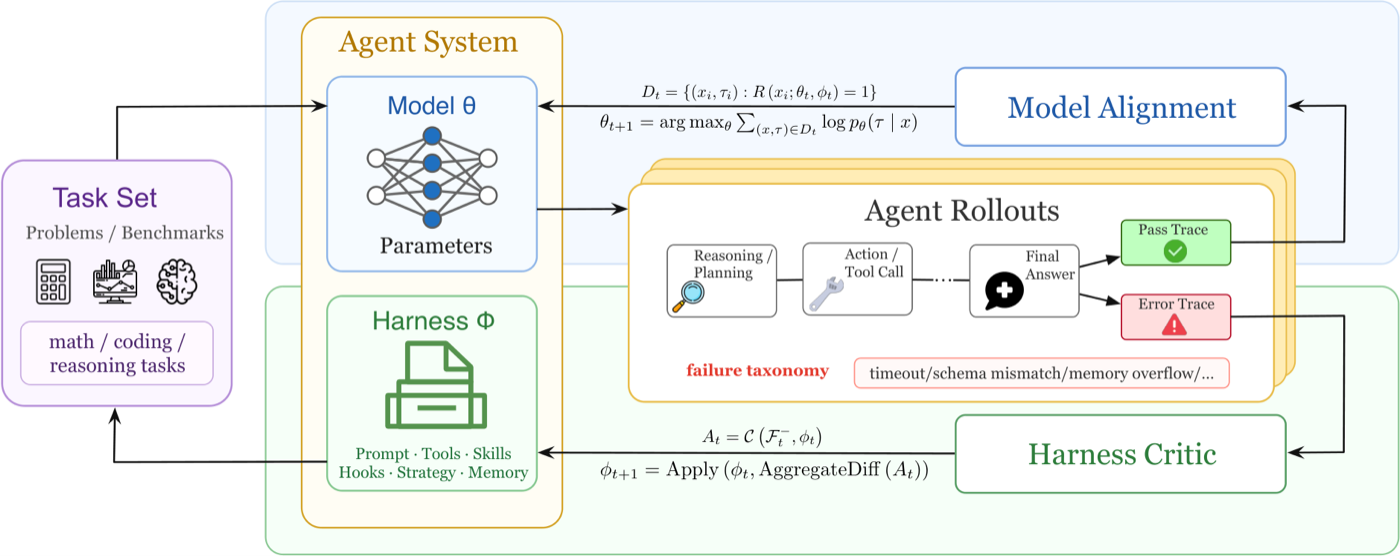 Agent System
Model θ
Parameters
D_t = {(x_i, τ_i) : R (x_i; θ_t, ϕ_t) = 1}
θ_{t+1} = arg max_θ ∑_{(x,τ)∈D_t} log p_θ(τ | x)
Model Alignment
Task Set
Problems / Benchmarks
math / coding /
reasoning tasks
Agent Rollouts
Reasoning /
Planning
Action /
Tool Call
Final
Answer
Pass Trace
Error Trace
failure taxonomy
timeout/schema mismatch/memory overflow/...
Harness Φ
Prompt · Tools · Skills
Hooks · Strategy · Memory
A_t = C (F_t^−, ϕ_t)
ϕ_{t+1} = Apply (ϕ_t, AggregateDiff (A_t))
Harness Critic